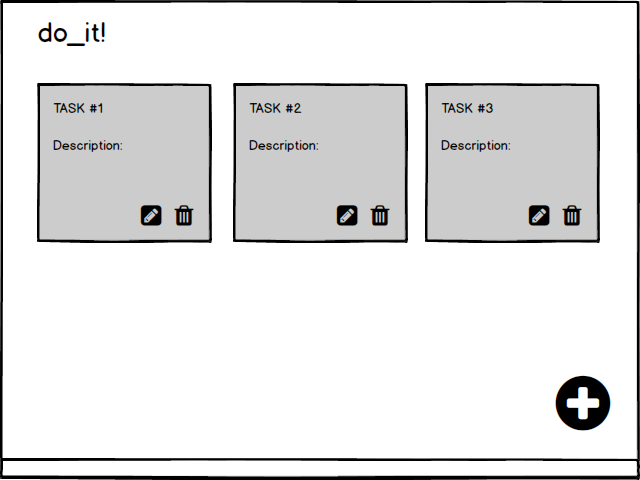 do_it!
TASK #1
Description:
TASK #2
Description:
TASK #3
Description: